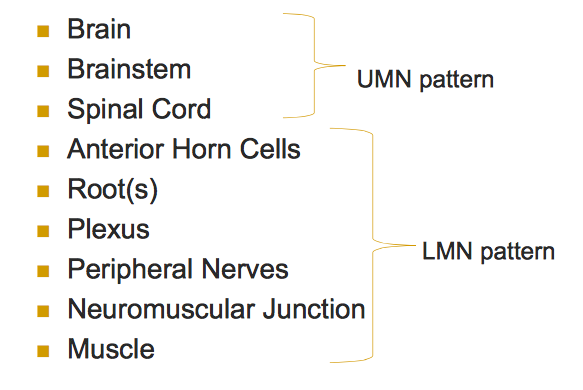 Brain
Brainstem
Spinal Cord
UMN pattern
Anterior Horn Cells
Root(s)
Plexus
Peripheral Nerves
Neuromuscular Junction
Muscle
LMN pattern